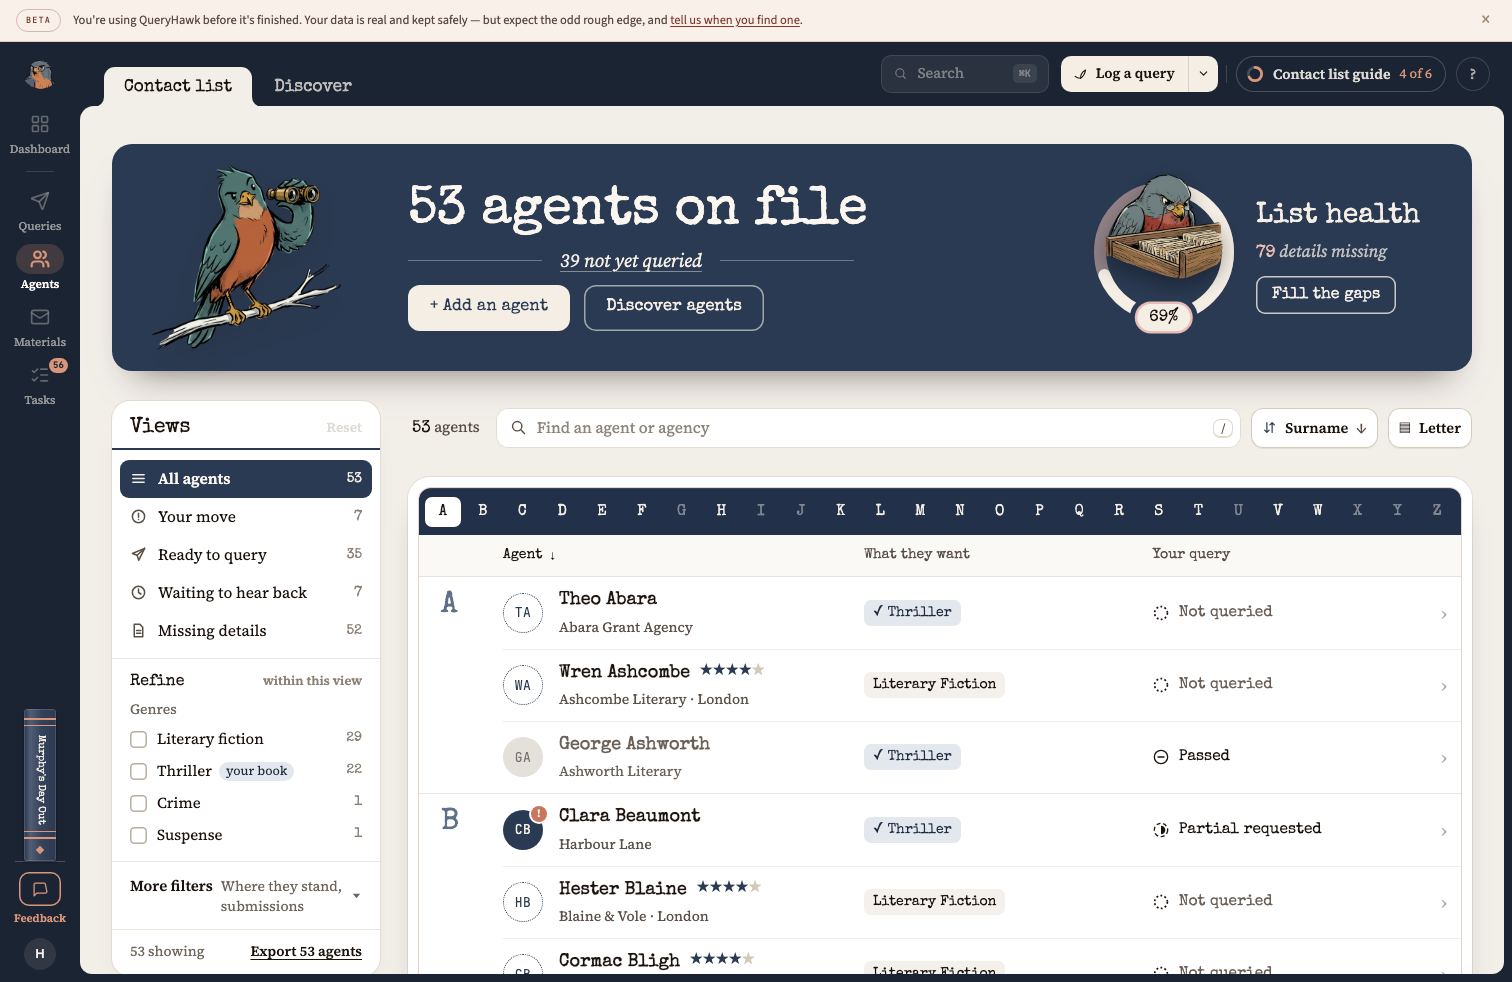 BETA You're using QueryHawk before it's finished. Your data is real and kept safely — but expect the odd rough edge, and tell us when you find one. ×
Contact list Discover
Search ⌘K
Log a query
Contact list guide 4 of 6
?
Dashboard
Queries
Agents
Materials
56
Tasks
Murphy's Day Out
Feedback
H
53 agents on file
39 not yet queried
+ Add an agent Discover agents
69%
List health
79 details missing
Fill the gaps
Views Reset
All agents 53
Your move 7
Ready to query 35
Waiting to hear back 7
Missing details 52
Refine within this view
Genres
Literary fiction 29
Thriller your book 22
Crime 1
Suspense 1
More filters Where they stand,
submissions
53 showing Export 53 agents
53 agents Find an agent or agency / Surname ↓ Letter
A B C D E F G H I J K L M N O P Q R S T U V W X Y Z
Agent ↓ What they want Your query
A
TA Theo Abara ✓ Thriller Not queried ›
Abara Grant Agency
WA Wren Ashcombe ★★★★★ Literary Fiction Not queried ›
Ashcombe Literary · London
GA George Ashworth ✓ Thriller Passed ›
Ashworth Literary
B
CB ! Clara Beaumont ✓ Thriller Partial requested ›
Harbour Lane
HB Hester Blaine ★★★★★ Literary Fiction Not queried ›
Blaine & Vole · London
CB Cormac Bligh ★★★★★ Literary Fiction Not queried